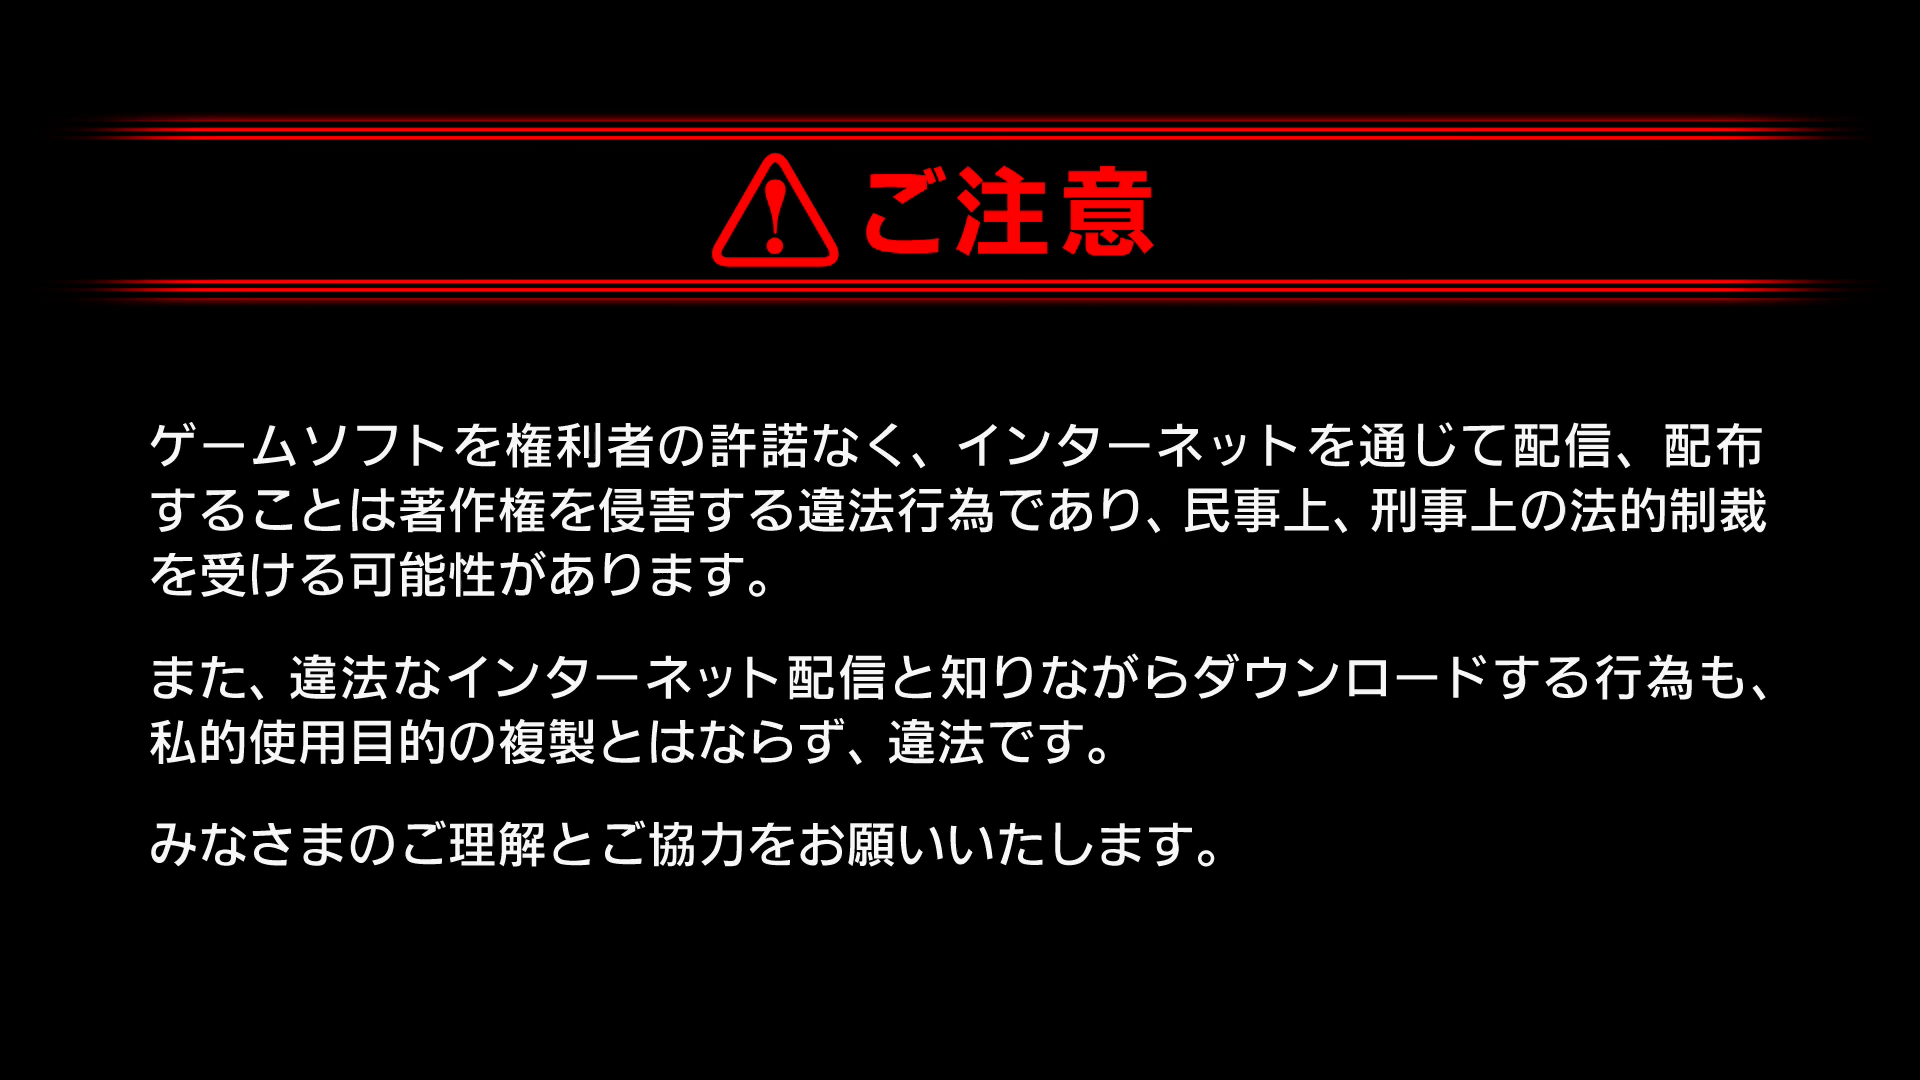 ご注意
ゲームソフトを権利者の許諾なく、インターネットを通じて配信、配布
することは著作権を侵害する違法行為であり、民事上、刑事上の法的制裁
を受ける可能性があります。
また、違法なインターネット配信と知りながらダウンロードする行為も、
私的使用目的の複製とはならず、違法です。
みなさまのご理解とご協力をお願いいたします。